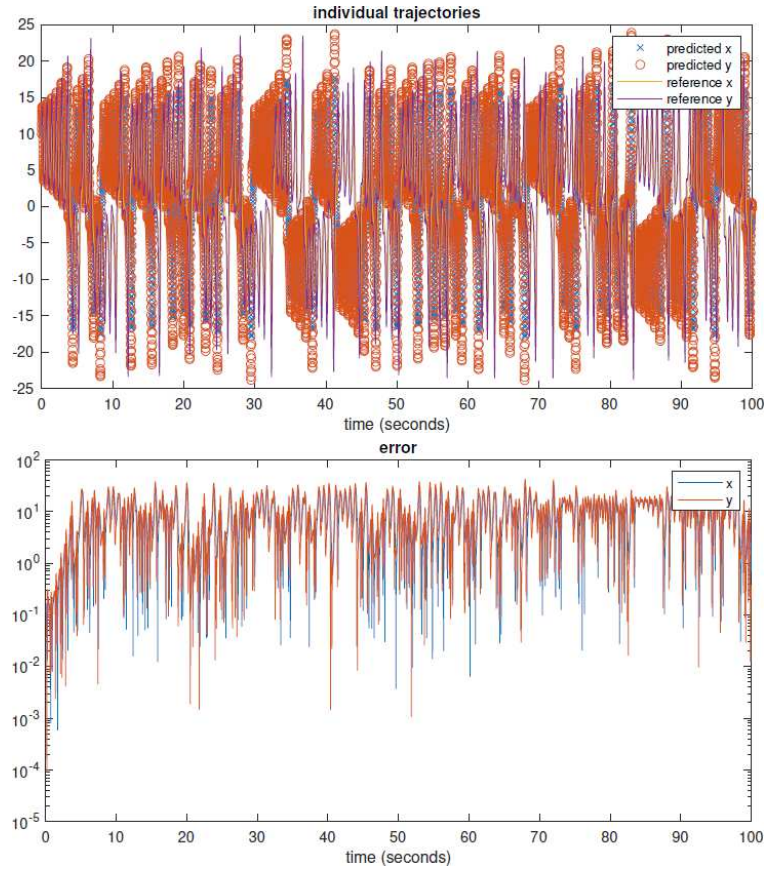 individual trajectories
25
20
15
10
5
0
-5
-10
-15
-20
-25
predicted x
predicted y
reference x
reference y
0 10 20 30 40 50 60 70 80 90 100
time (seconds)
error
10^2
10^1
10^0
10^-1
10^-2
10^-3
10^-4
10^-5
x
y
0 10 20 30 40 50 60 70 80 90 100
time (seconds)